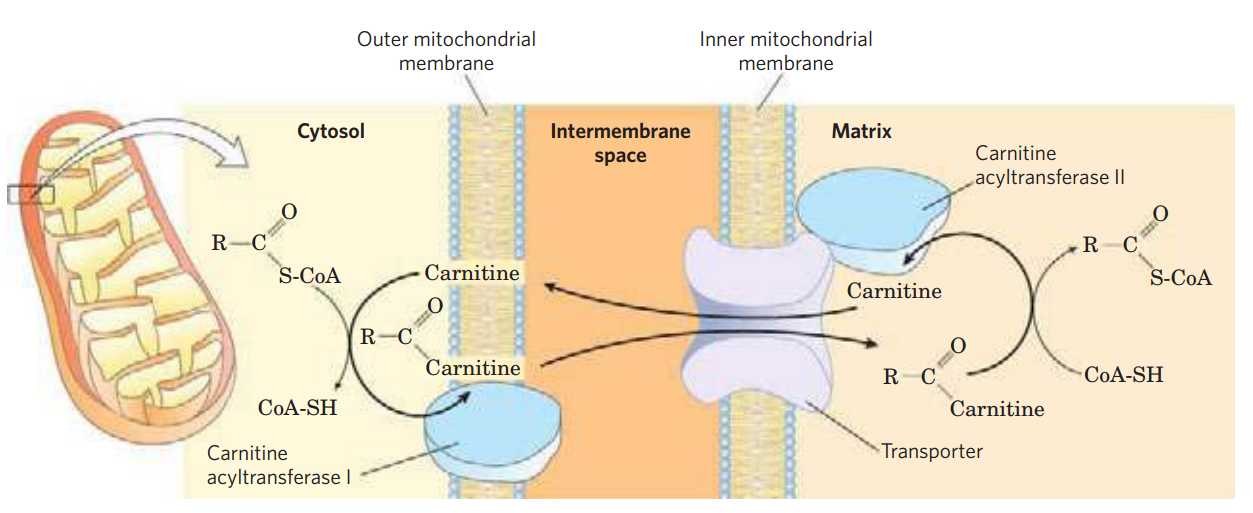 Outer mitochondrial
membrane
Inner mitochondrial
membrane
Cytosol
Intermembrane
space
Matrix
Carnitine
acyltransferase II
O
R—C
S-CoA
Carnitine
O
R—C
Carnitine
CoA-SH
Carnitine
acyltransferase I
Carnitine
O
R—C
Carnitine
O
R—C
S-CoA
CoA-SH
Transporter